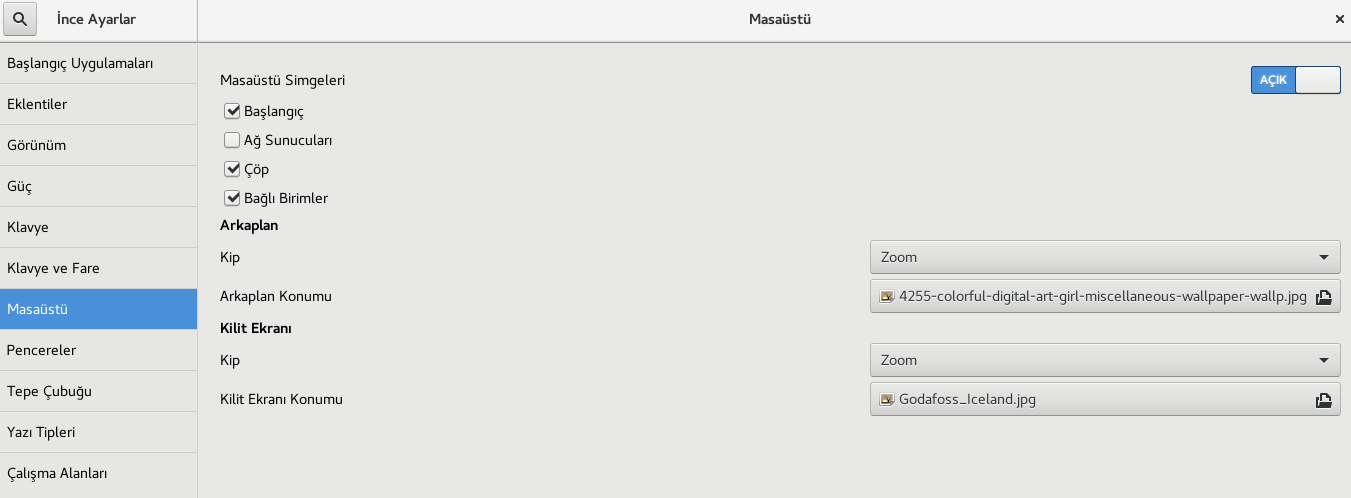 İnce Ayarlar
Masaüstü
Başlangıç Uygulamaları
Eklentiler
Görünüm
Güç
Klavye
Klavye ve Fare
Masaüstü
Pencereler
Tepe Çubuğu
Yazı Tipleri
Çalışma Alanları
Masaüstü Simgeleri
AÇIK
Başlangıç
Ağ Sunucuları
Çöp
Bağlı Birimler
Arkaplan
Kip
Zoom
Arkaplan Konumu
4255-colorful-digital-art-girl-miscellaneous-wallpaper-wallp.jpg
Kilit Ekranı
Kip
Zoom
Kilit Ekranı Konumu
Godafoss_Iceland.jpg